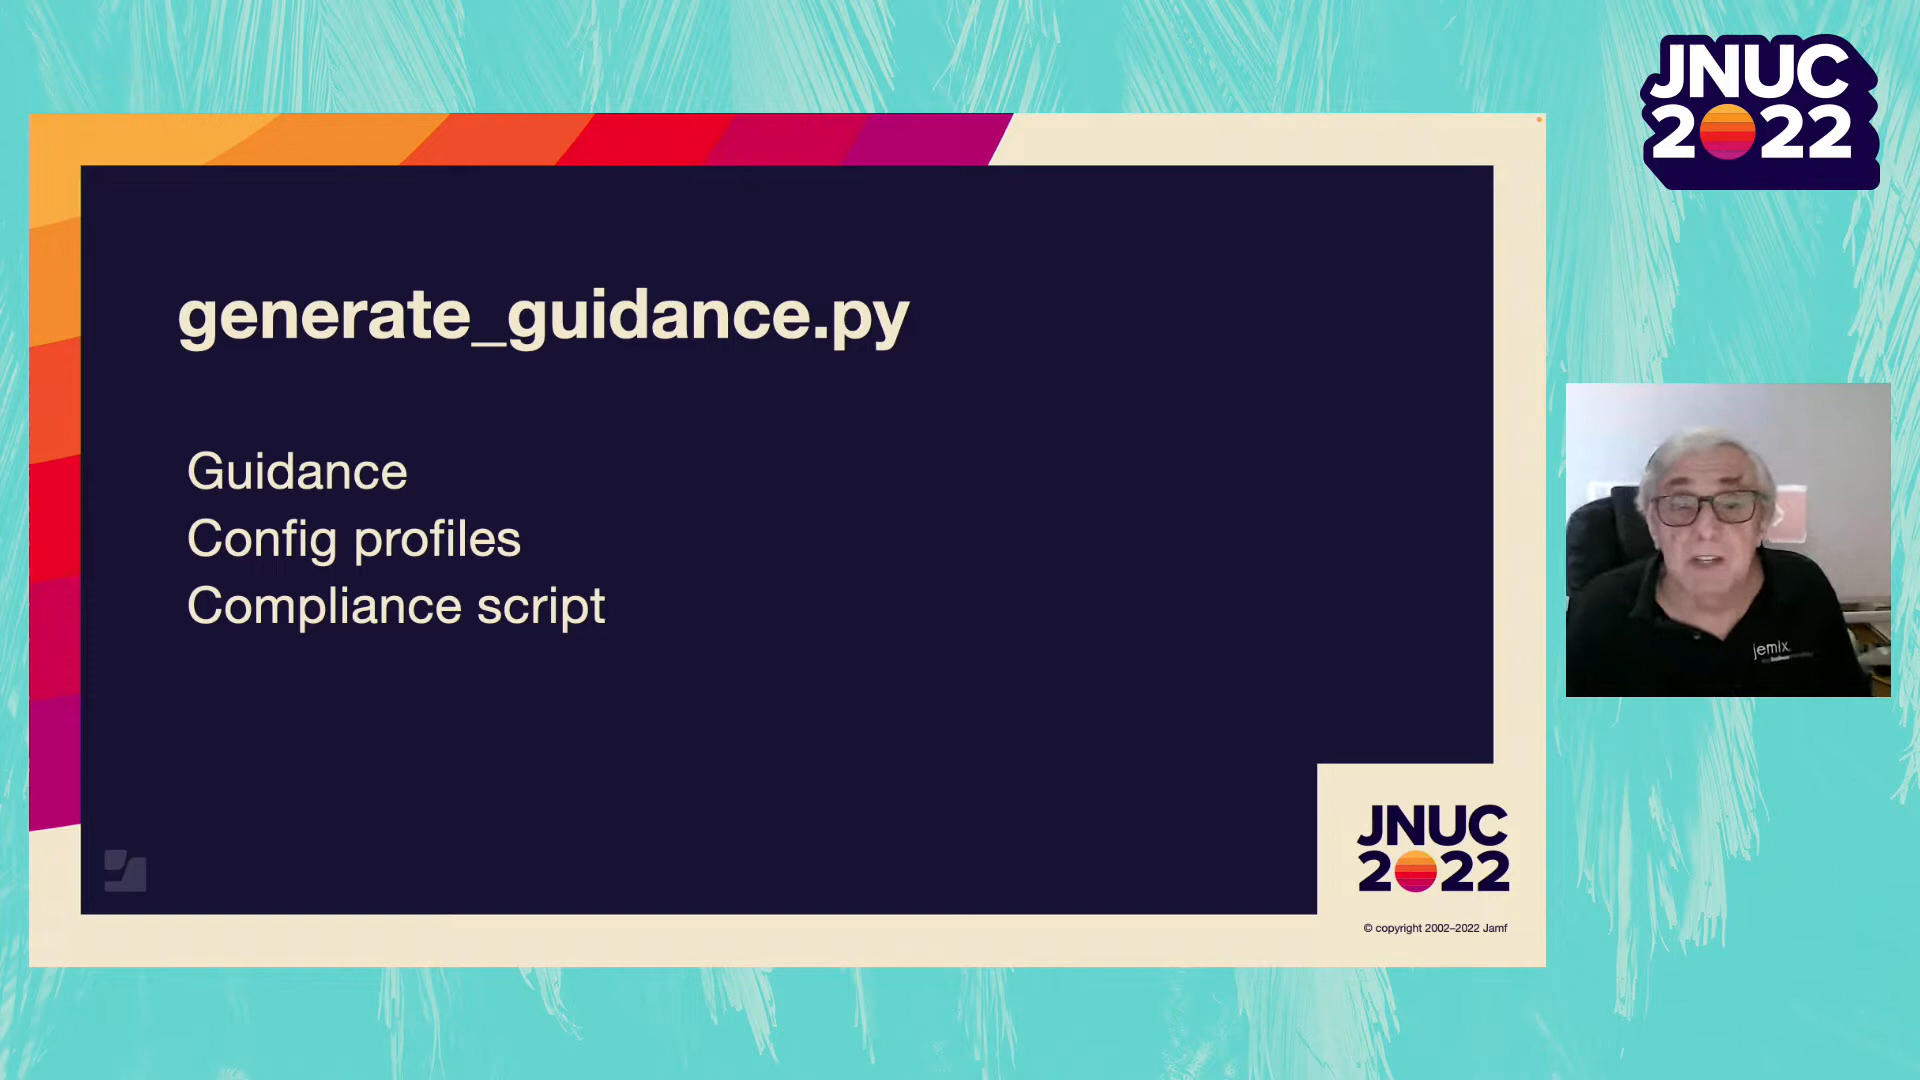 JNUC
2022
generate_guidance.py
Guidance
Config profiles
Compliance script
JNUC
2022
© copyright 2002–2022 Jamf
jemix